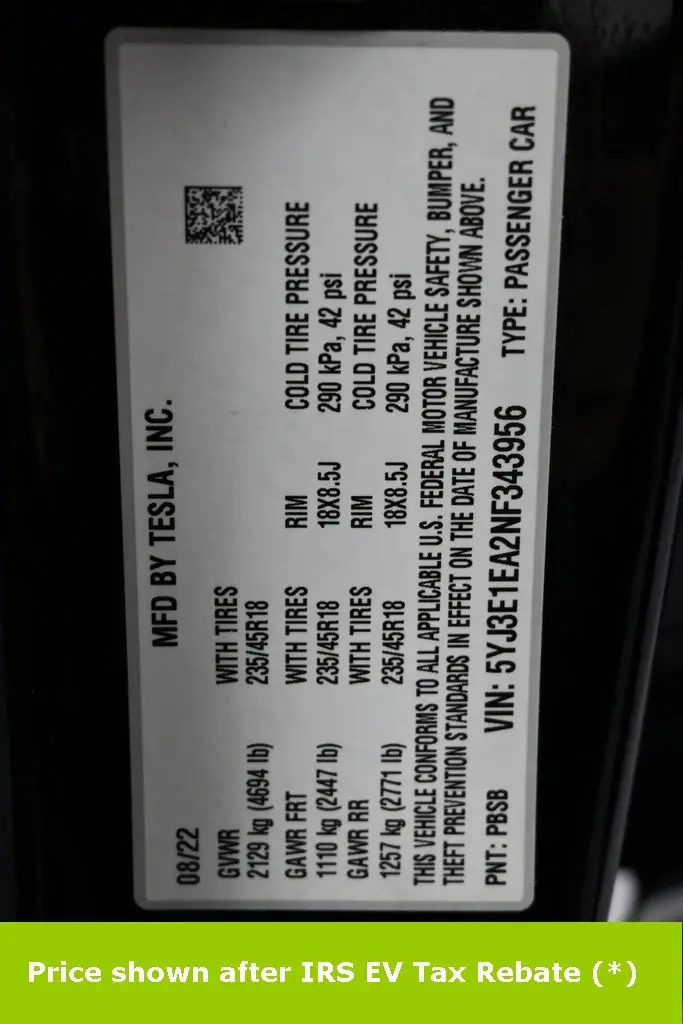 MFD BY TESLA, INC.
08/22
GVWR WITH TIRES
2129 kg (4694 lb) 235/45R18
GAWR FRT WITH TIRES RIM COLD TIRE PRESSURE
1110 kg (2447 lb) 235/45R18 18X8.5J 290 kPa, 42 psi
GAWR RR WITH TIRES RIM COLD TIRE PRESSURE
1257 kg (2771 lb) 235/45R18 18X8.5J 290 kPa, 42 psi
THIS VEHICLE CONFORMS TO ALL APPLICABLE U.S. FEDERAL MOTOR VEHICLE SAFETY, BUMPER, AND
THEFT PREVENTION STANDARDS IN EFFECT ON THE DATE OF MANUFACTURE SHOWN ABOVE.
PNT: PBSB VIN: 5YJ3E1EA2NF343956 TYPE: PASSENGER CAR
Price shown after IRS EV Tax Rebate (*)